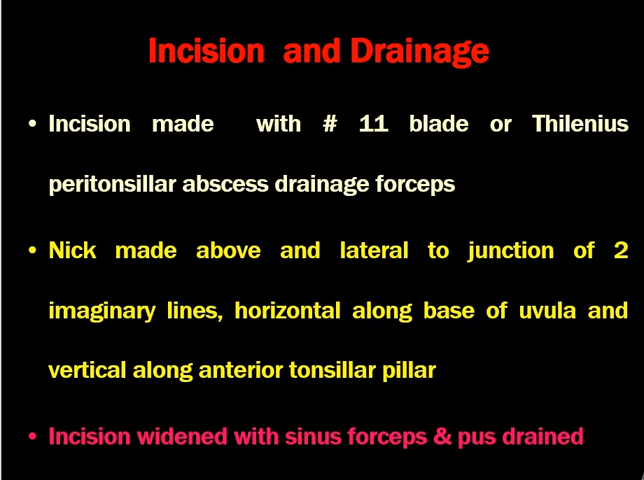 Incision and Drainage
• Incision made with # 11 blade or Thilenius
peritonsillar abscess drainage forceps
• Nick made above and lateral to junction of 2
imaginary lines, horizontal along base of uvula and
vertical along anterior tonsillar pillar
• Incision widened with sinus forceps & pus drained